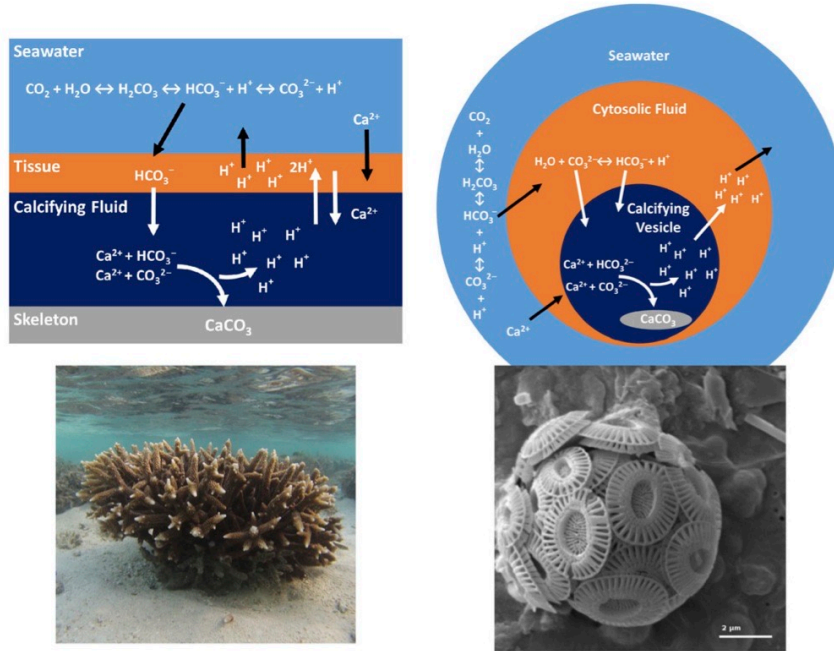 Seawater
CO₂ + H₂O ↔ H₂CO₃ ↔ HCO₃⁻ + H⁺ ↔ CO₃²⁻ + H⁺
Ca²⁺
Tissue
HCO₃⁻
H⁺ H⁺ 2H⁺
H⁺ H⁺ H⁺
Calcifying Fluid
Ca²⁺
H⁺
H⁺ H⁺ H⁺
Ca²⁺ + HCO₃⁻
Ca²⁺ + CO₃²⁻
H⁺ H⁺ H⁺
H⁺
Skeleton
CaCO₃
Seawater
Cytosolic Fluid
CO₂
+
H₂O
↕
H₂CO₃
↕
HCO₃⁻
+
H⁺
↕
CO₃²⁻
+
H⁺
Ca²⁺
H₂O + CO₃²⁻ ↔ HCO₃⁻ + H⁺
H⁺ H⁺
H⁺ H⁺ H⁺
Calcifying
Vesicle
H⁺
H⁺ H⁺
Ca²⁺ + HCO₃⁻
Ca²⁺ + CO₃²⁻
H⁺ H⁺ H⁺
H⁺
CaCO₃
2 µm